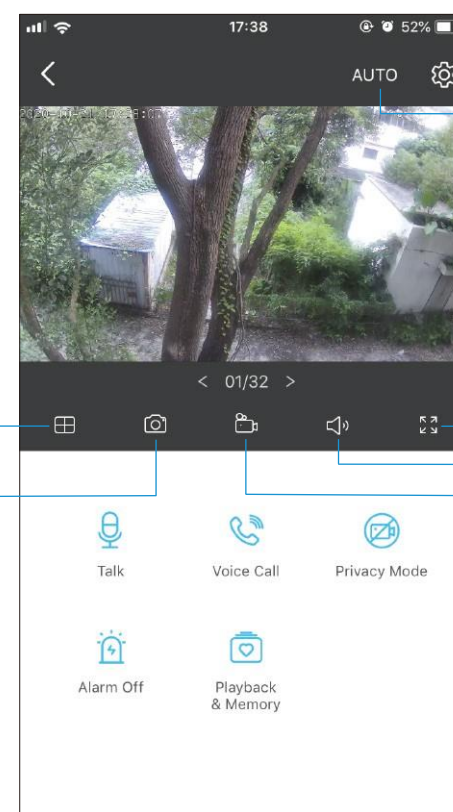 17:38
52%
AUTO
< 01/32 >
Talk
Voice Call
Privacy Mode
Alarm Off
Playback
& Memory